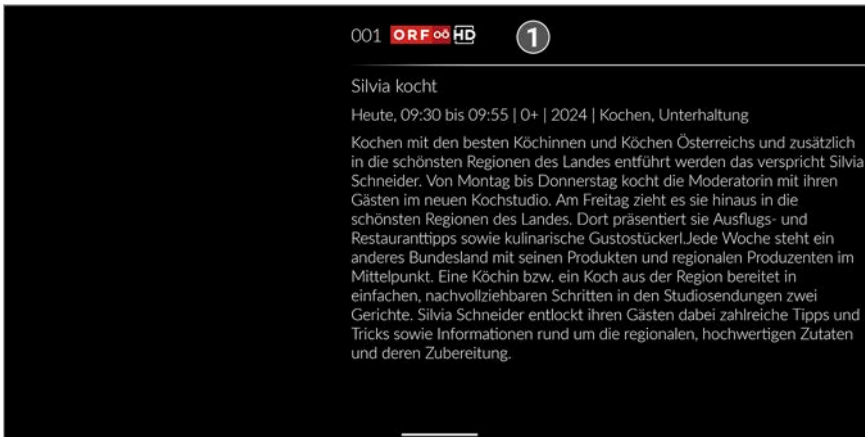 001 ORF oö HD 1
Silvia kocht
Heute, 09:30 bis 09:55 | 0+ | 2024 | Kochen, Unterhaltung
Kochen mit den besten Köchinnen und Köchen Österreichs und zusätzlich
in die schönsten Regionen des Landes entführt werden das verspricht Silvia
Schneider. Von Montag bis Donnerstag kocht die Moderatorin mit ihren
Gästen im neuen Kochstudio. Am Freitag zieht es sie hinaus in die
schönsten Regionen des Landes. Dort präsentiert sie Ausflugs- und
Restauranttipps sowie kulinarische Gustostückerl.Jede Woche steht ein
anderes Bundesland mit seinen Produkten und regionalen Produzenten im
Mittelpunkt. Eine Köchin bzw. ein Koch aus der Region bereitet in
einfachen, nachvollziehbaren Schritten in den Studiosendungen zwei
Gerichte. Silvia Schneider entlockt ihren Gästen dabei zahlreiche Tipps und
Tricks sowie Informationen rund um die regionalen, hochwertigen Zutaten
und deren Zubereitung.